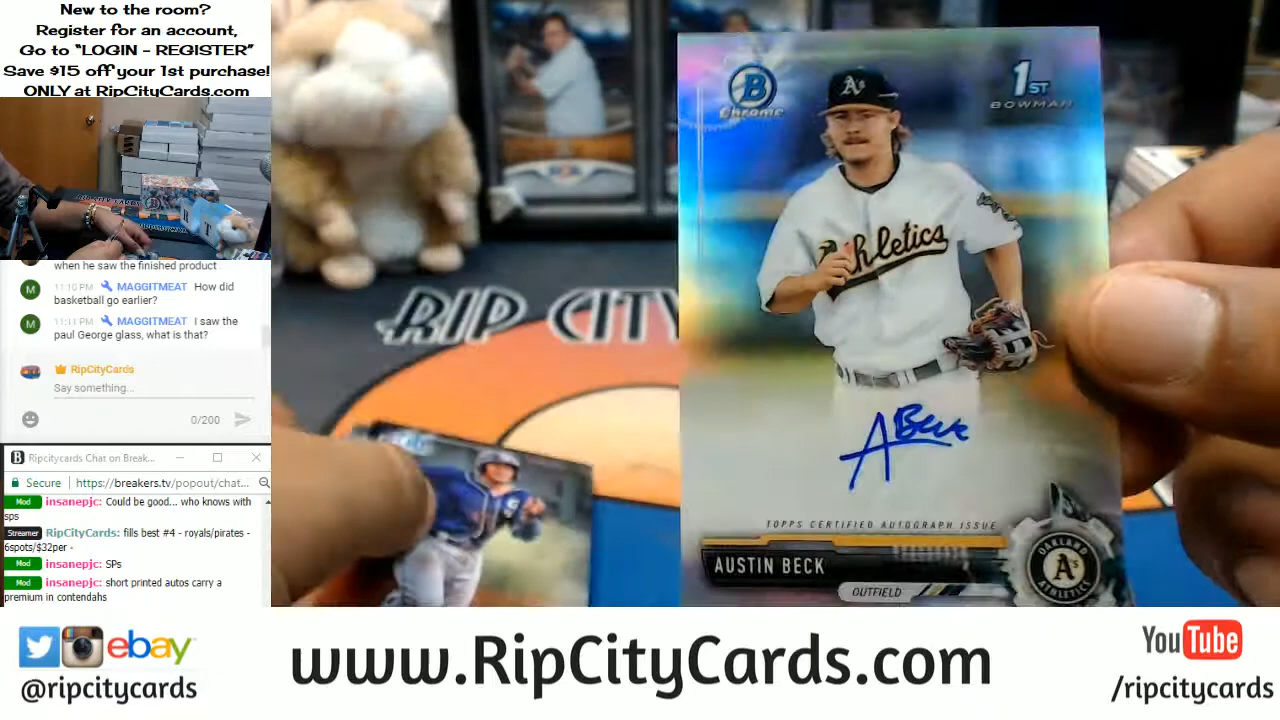 New to the room?
Register for an account,
Go to "LOGIN - REGISTER"
Save $15 off your 1st purchase!
ONLY at RipCityCards.com
when he saw the finished product
M 11:10 PM MAGGITMEAT How did
basketball go earlier?
M 11:11 PM MAGGITMEAT I saw the
paul George glass, what is that?
RipCityCards
Say something...
0/200
B Ripcitycards Chat on Break...
Secure https://breakers.tv/popout/chat...
Mod insanepjc: Could be good... who knows with
sps
Streamer RipCityCards: fills best #4 - royals/pirates -
6spots/$32per -
Mod insanepjc: SPs
Mod insanepjc: short printed autos carry a
premium in contendahs
RIP CITY
B
Chrome
1ST
BOWMAN
A's
Athletics
ABeck
TOPPS CERTIFIED AUTOGRAPH ISSUE
AUSTIN BECK
OUTFIELD
OAKLAND
A's
ATHLETICS
ebay
@ripcitycards
www.RipCityCards.com
YouTube
/ripcitycards